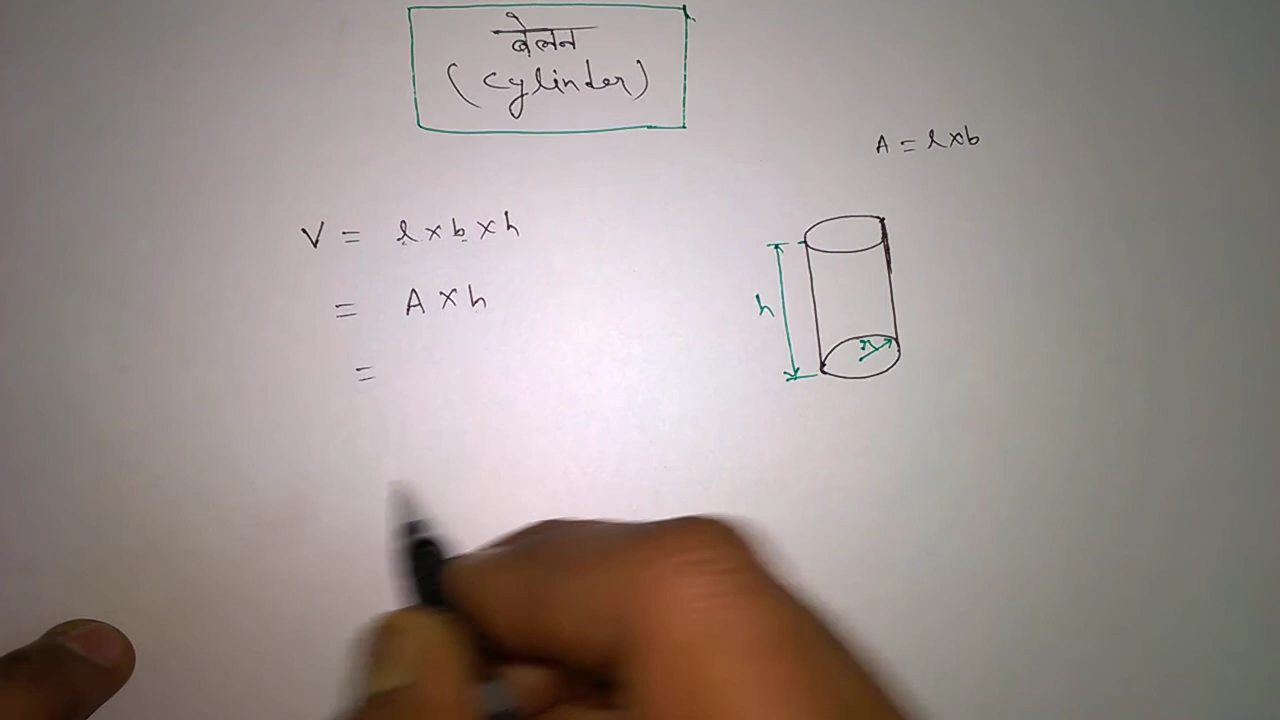 बेलन
(Cylinder)
A = l×b
V = l×b×h
= A×h
=
h
r